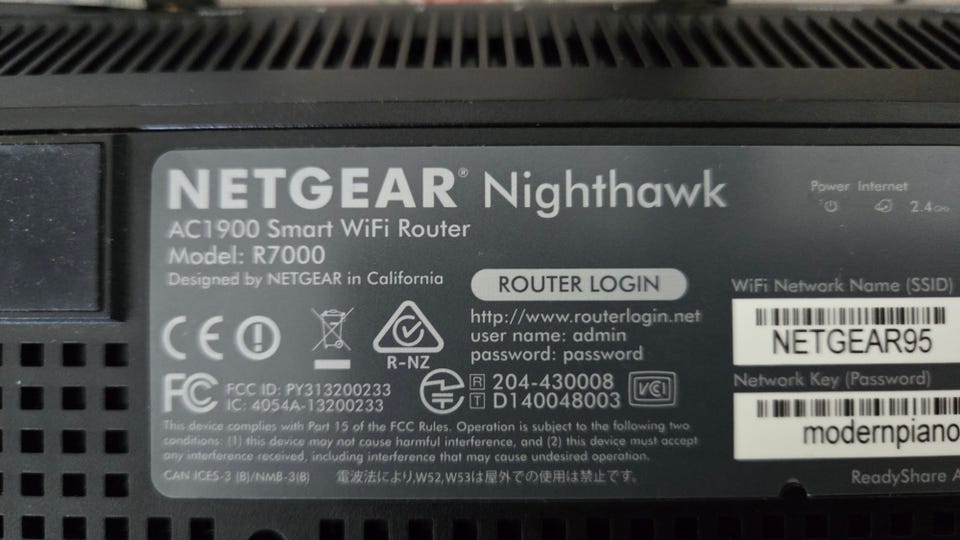 NETGEAR® Nighthawk
AC1900 Smart WiFi Router
Model: R7000
Designed by NETGEAR in California
Power Internet
2.4 GHz
ROUTER LOGIN
http://www.routerlogin.net
user name: admin
password: password
WiFi Network Name (SSID)
NETGEAR95
Network Key (Password)
modernpiano
CE
R-NZ
FC
FCC ID: PY313200233
IC: 4054A-13200233
R 204-430008
T D140048003
VCI
This device complies with Part 15 of the FCC Rules. Operation is subject to the following two
conditions: (1) this device may not cause harmful interference, and (2) this device must accept
any interference received, including interference that may cause undesired operation.
CAN ICES-3 (B)/NMB-3(B)
電波法により,W52,W53は屋外での使用は禁止です。
ReadyShare A